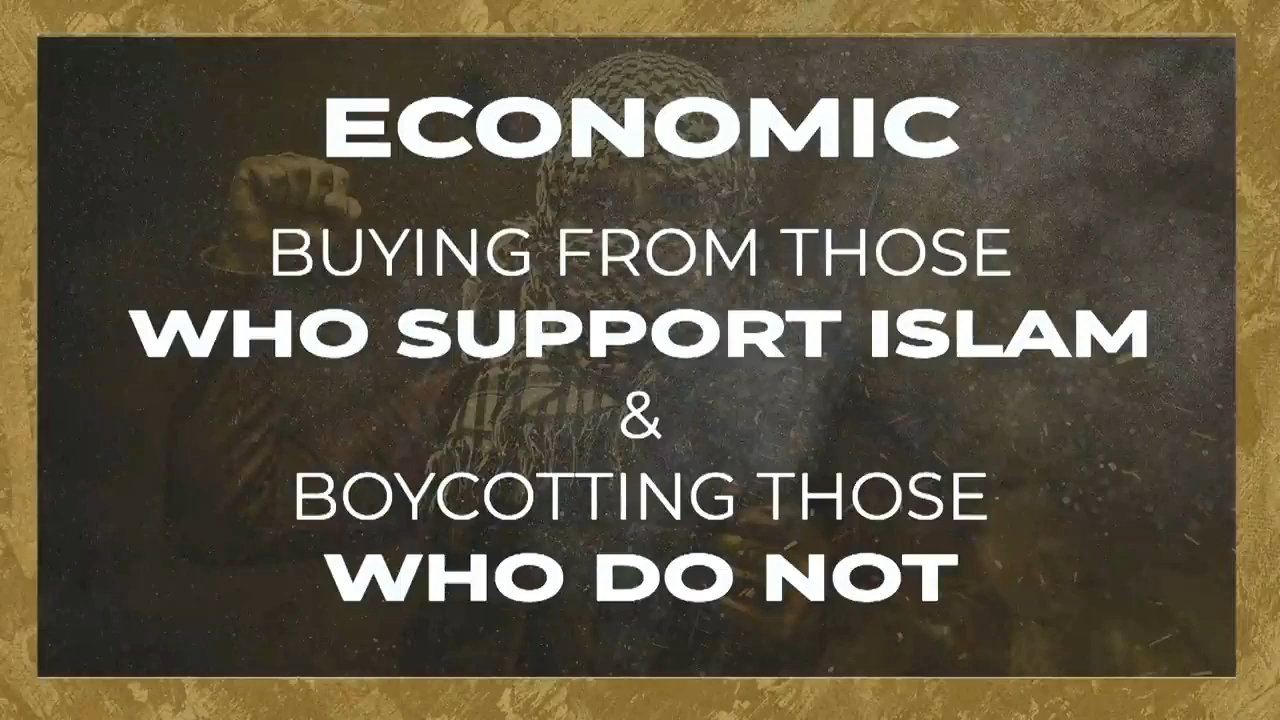 ECONOMIC
BUYING FROM THOSE
WHO SUPPORT ISLAM
&
BOYCOTTING THOSE
WHO DO NOT